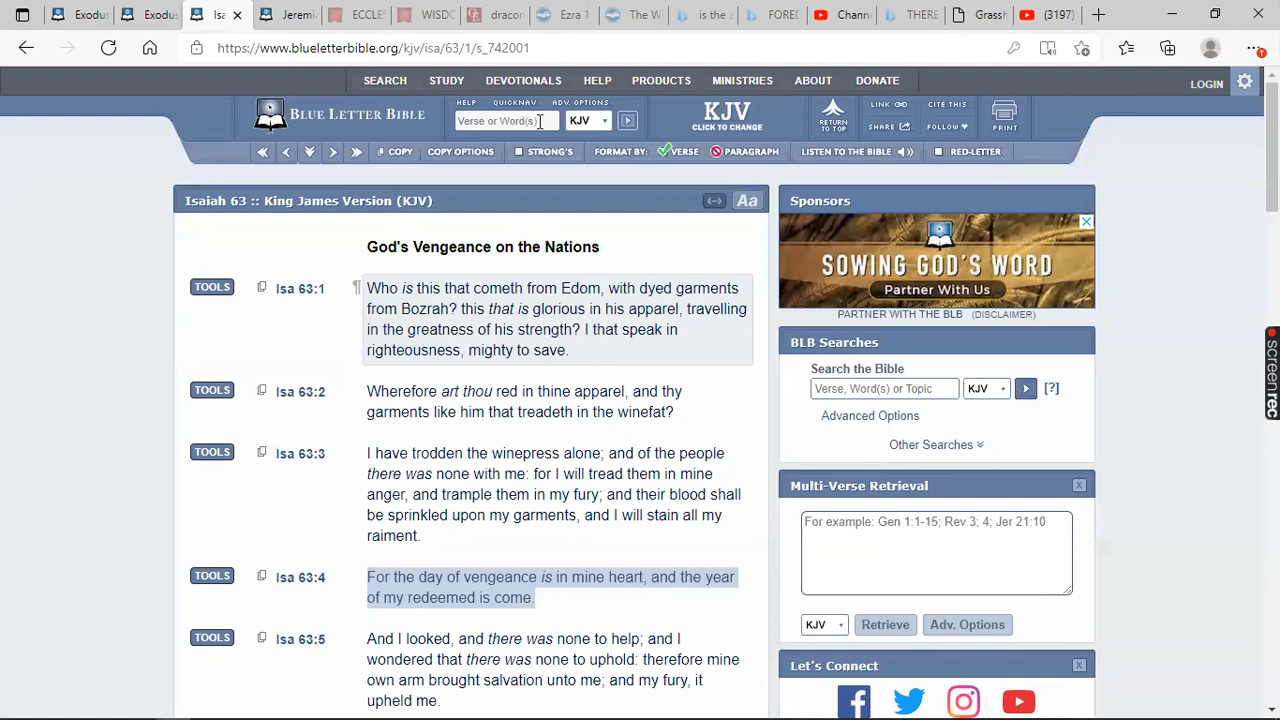 Exodus
Exodus
Isa
Jeremi
ECCLE
WISDO
dracon
Ezra 1
The W
is the a
FORED
Chann
THERE
Grassh
(3197)
https://www.blueletterbible.org/kjv/isa/63/1/s_742001
SEARCH STUDY DEVOTIONALS HELP PRODUCTS MINISTRIES ABOUT DONATE
LOGIN
BLUE LETTER BIBLE
HELP QUICKNAV ADV. OPTIONS
Verse or Word(s) KJV
KJV
CLICK TO CHANGE
RETURN
TO TOP
LINK CITE THIS
SHARE FOLLOW
PRINT
COPY COPY OPTIONS STRONG'S FORMAT BY: VERSE PARAGRAPH LISTEN TO THE BIBLE RED-LETTER
Isaiah 63 :: King James Version (KJV) Aa
God's Vengeance on the Nations
TOOLS Isa 63:1 ¶ Who is this that cometh from Edom, with dyed garments
from Bozrah? this that is glorious in his apparel, travelling
in the greatness of his strength? I that speak in
righteousness, mighty to save.
TOOLS Isa 63:2 Wherefore art thou red in thine apparel, and thy
garments like him that treadeth in the winefat?
TOOLS Isa 63:3 I have trodden the winepress alone; and of the people
there was none with me: for I will tread them in mine
anger, and trample them in my fury; and their blood shall
be sprinkled upon my garments, and I will stain all my
raiment.
TOOLS Isa 63:4 For the day of vengeance is in mine heart, and the year
of my redeemed is come.
TOOLS Isa 63:5 And I looked, and there was none to help; and I
wondered that there was none to uphold: therefore mine
own arm brought salvation unto me; and my fury, it
upheld me.
Sponsors
SOWING GOD'S WORD
Partner With Us
PARTNER WITH THE BLB (DISCLAIMER)
BLB Searches
Search the Bible
Verse, Word(s) or Topic KJV [?]
Advanced Options
Other Searches
Multi-Verse Retrieval x
For example: Gen 1:1-15; Rev 3; 4; Jer 21:10
KJV Retrieve Adv. Options
Let's Connect x
screenrec